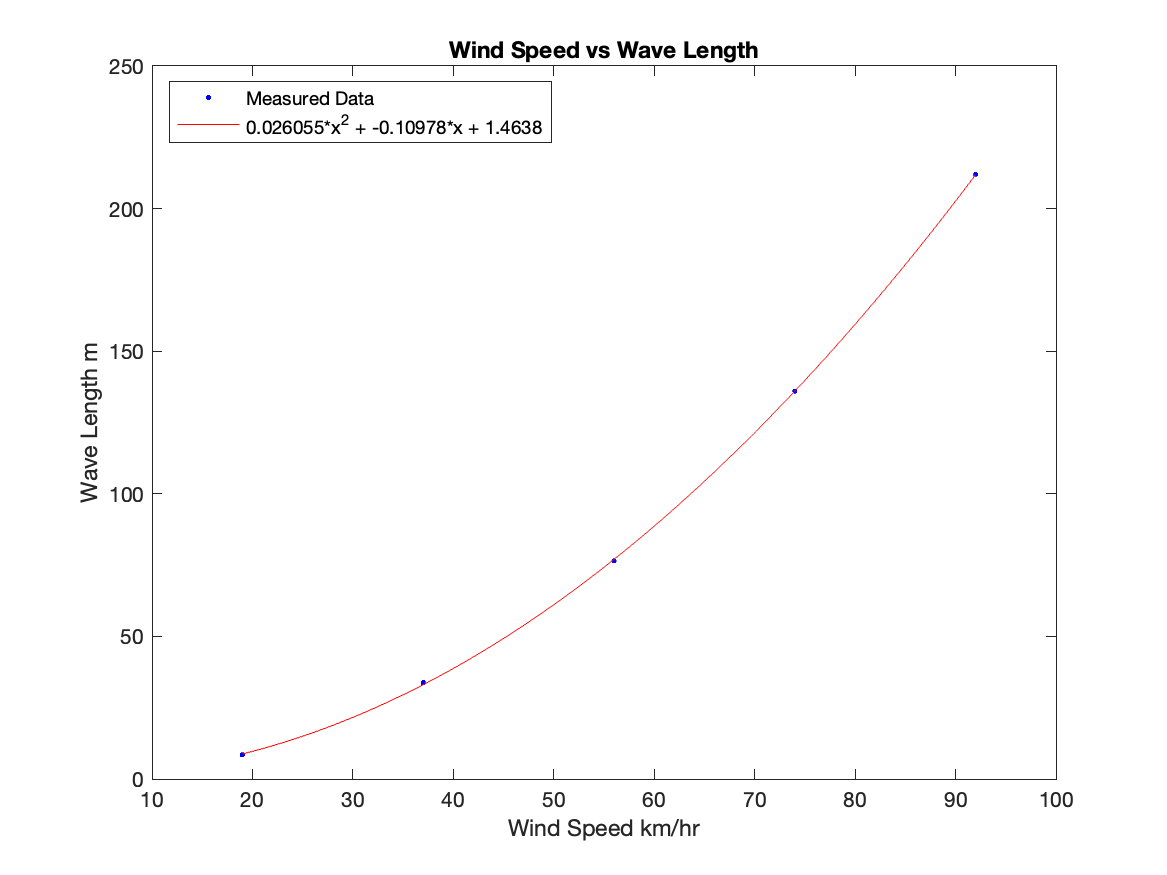 Wind Speed vs Wave Length
250
Measured Data
0.026055*x² + -0.10978*x + 1.4638
200
150
Wave Length m
100
50
0
10 20 30 40 50 60 70 80 90 100
Wind Speed km/hr